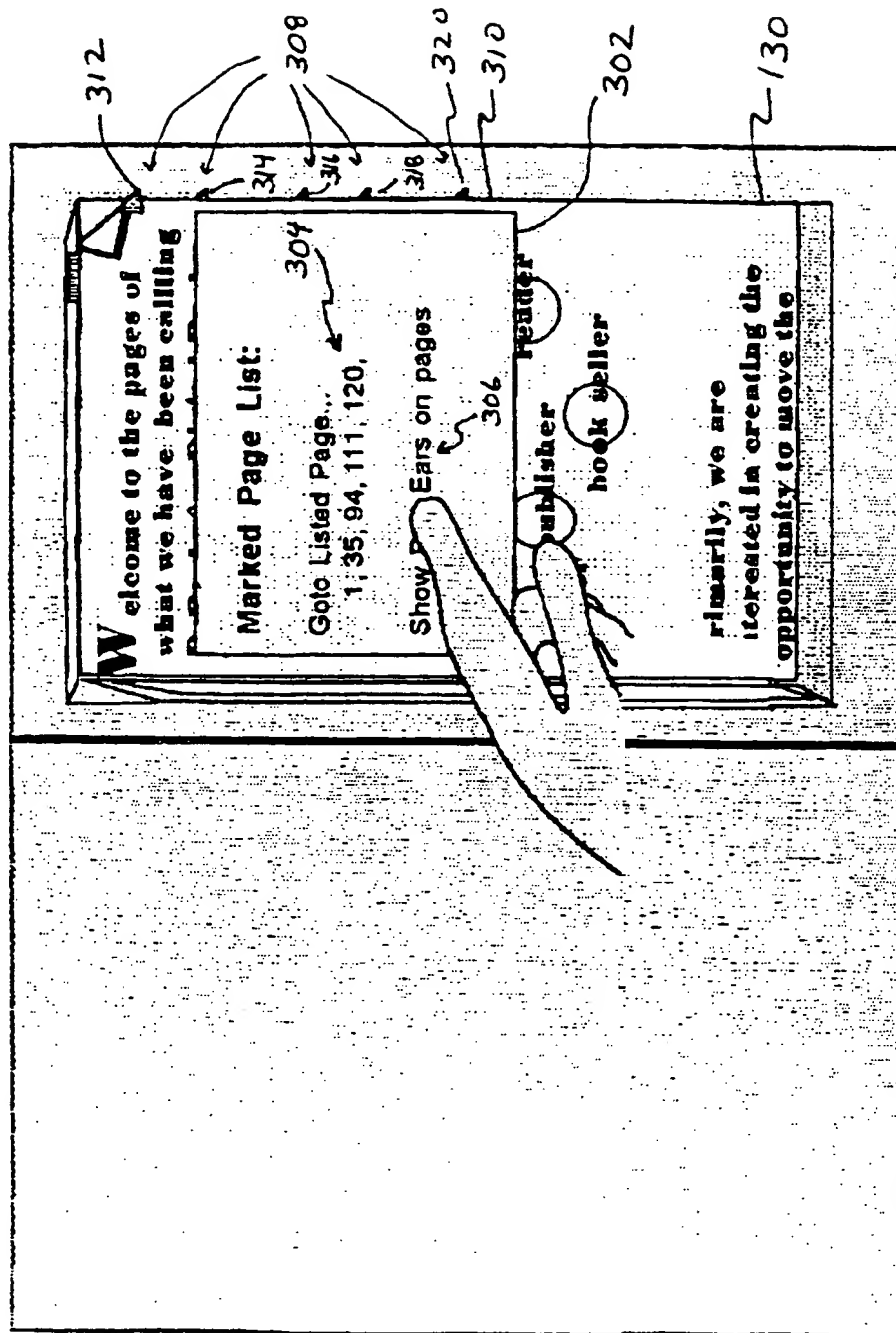 Welcome to the pages of
what we have been calling
Marked Page List:
Goto Listed Page...
1, 35, 94, 111, 120,
Show Ears on pages
reader
ublisher
book seller
rimarily, we are
iterested in creating the
opportunity to move the
312
308
314
316
318
320
310
304
306
302
130